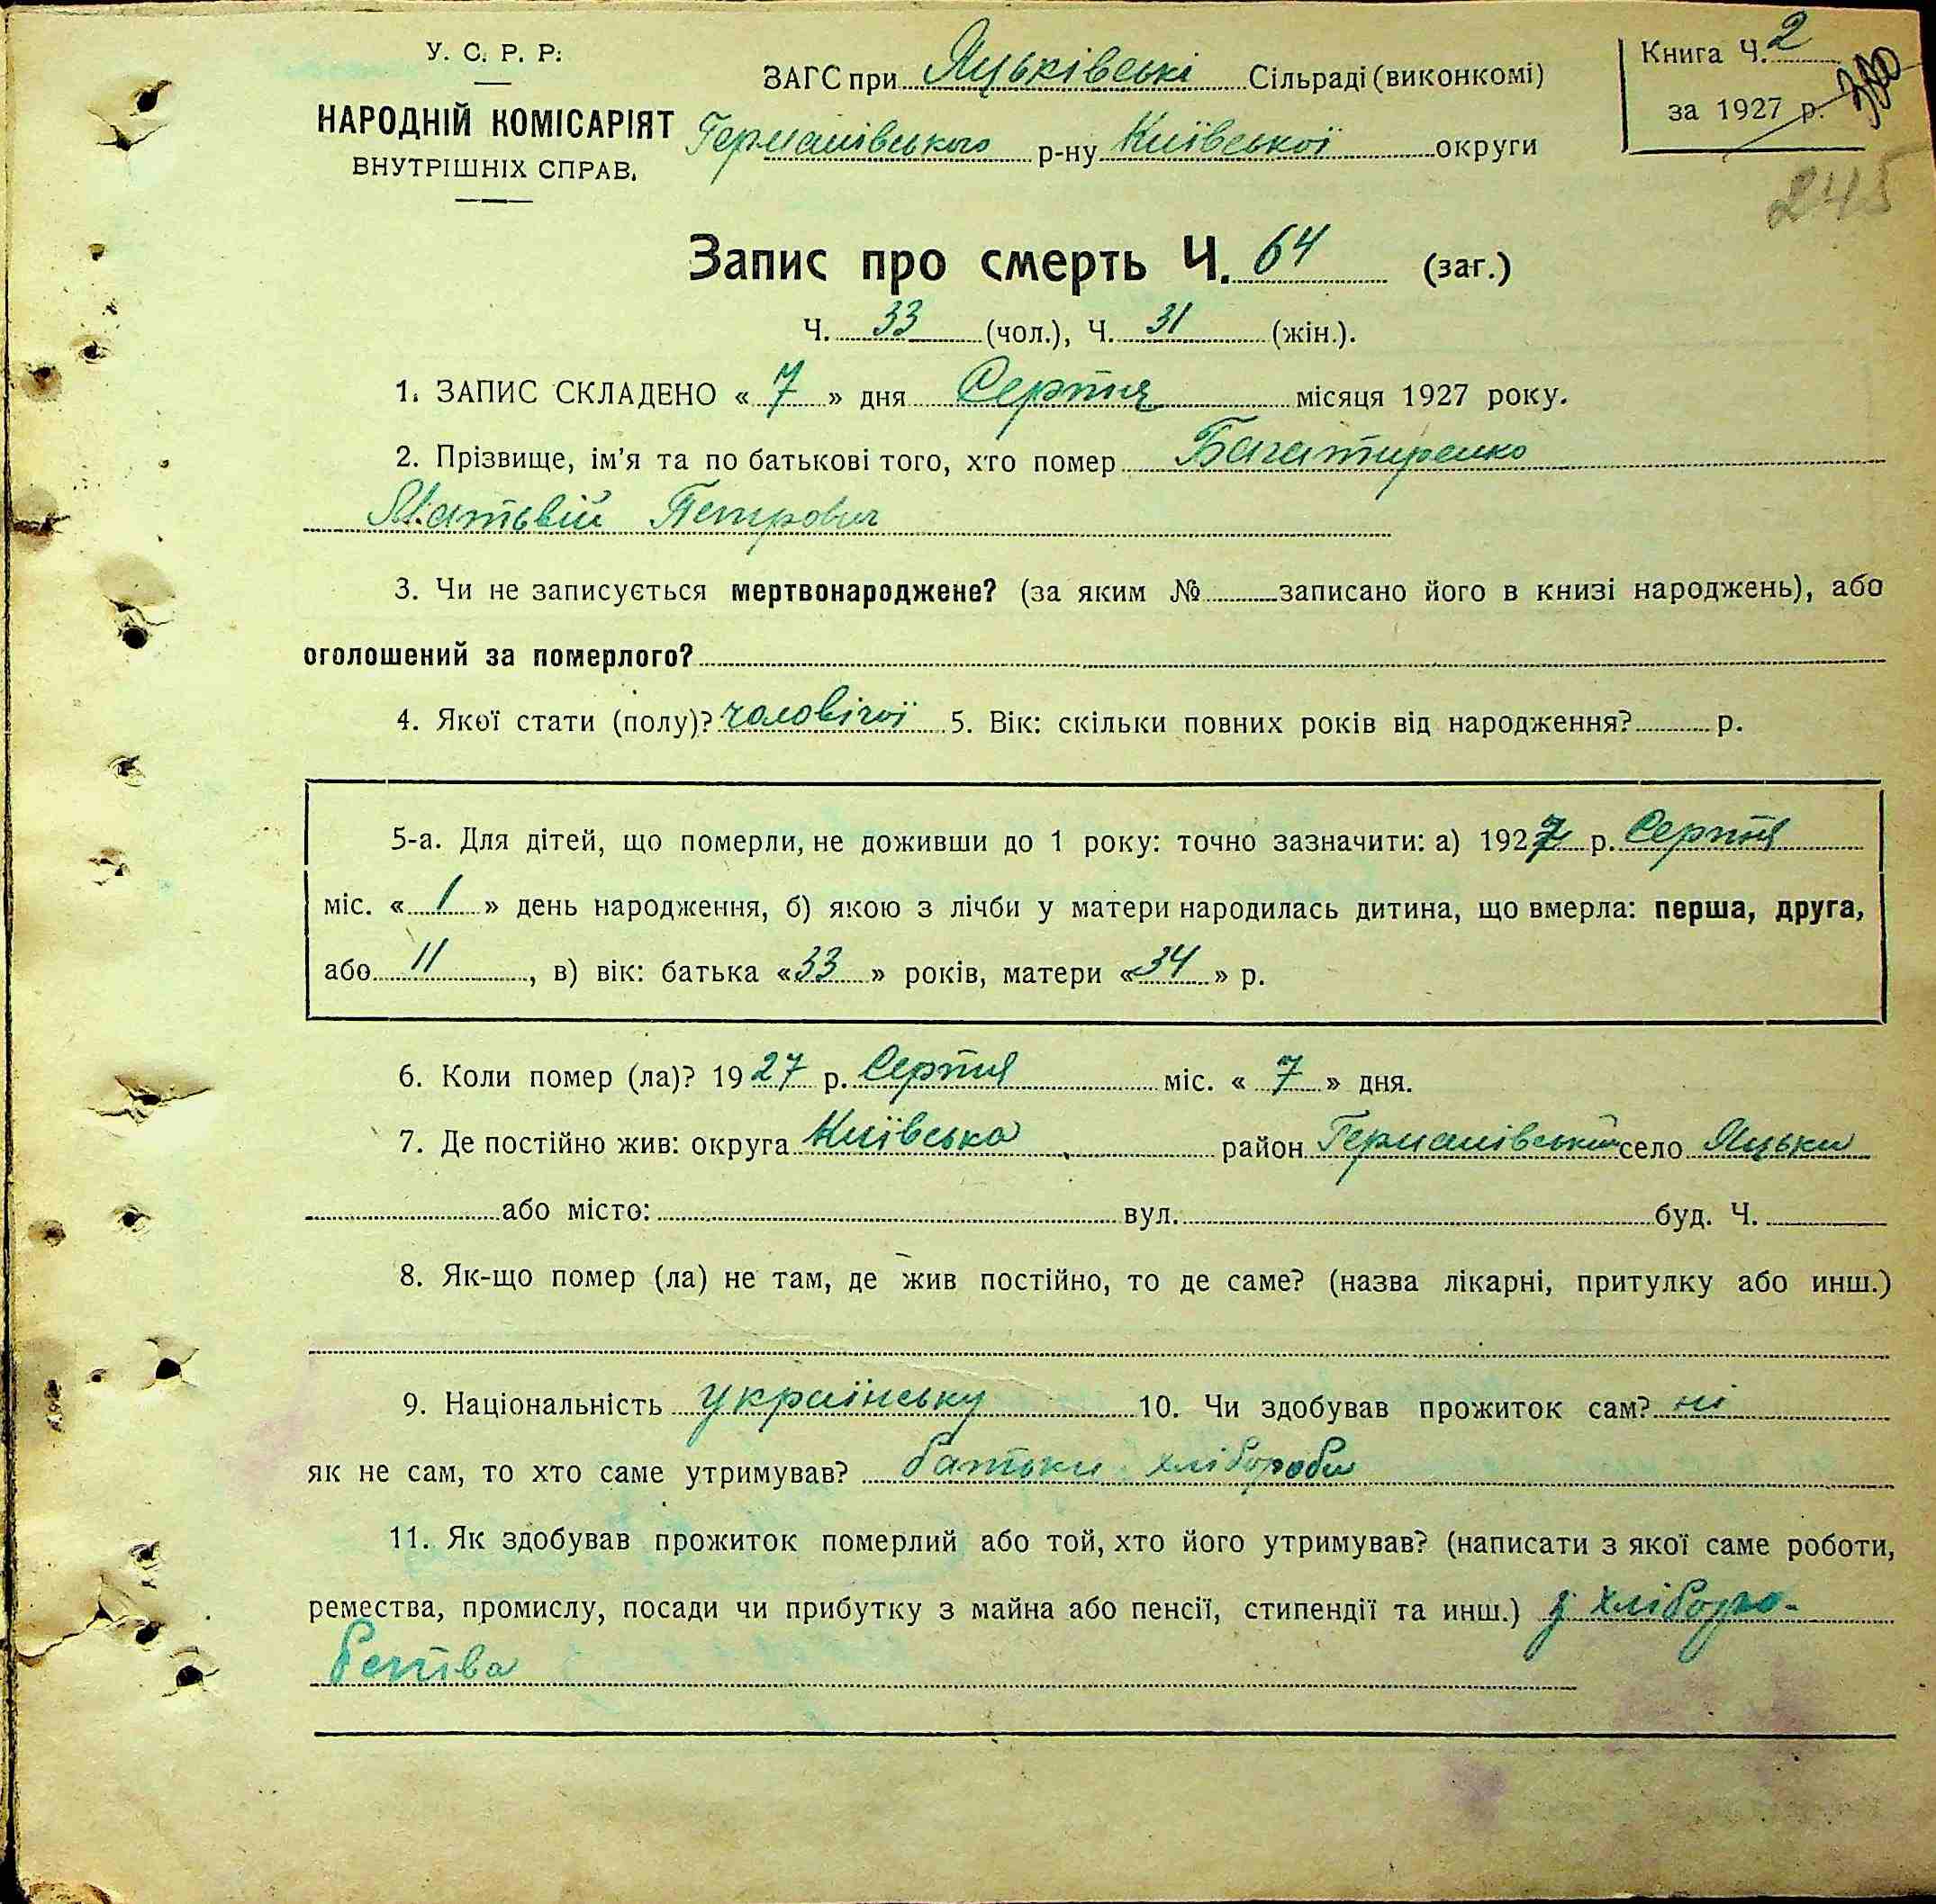 У. С. Р. Р.
НАРОДНІЙ КОМІСАРІЯТ
ВНУТРІШНІХ СПРАВ.
ЗАГС при Яцьківські Сільраді (виконкомі)
Германівського р-ну Київської округи
Книга Ч. 2
за 1927 р.
245
Запис про смерть Ч. 64 (заг.)
Ч. 33 (чол.), Ч. 31 (жін.).
1. ЗАПИС СКЛАДЕНО « 7 » дня Серпня місяця 1927 року.
2. Прізвище, ім'я та по батькові того, хто помер Багатиренко
Матьвій Петрович
3. Чи не записується мертвонароджене? (за яким № записано його в книзі народжень), або
оголошений за померлого?
4. Якої стати (полу)? чоловічої 5. Вік: скільки повних років від народження? р.
5-а. Для дітей, що померли, не доживши до 1 року: точно зазначити: а) 1927 р. Серпня
міс. « 1 » день народження, б) якою з лічби у матери народилась дитина, що вмерла: перша, друга,
або 11, в) вік: батька «33» років, матери «34» р.
6. Коли помер (ла)? 1927 р. Серпня міс. « 7 » дня.
7. Де постійно жив: округа Київська район Германівський село Яцьки
або місто: вул. буд. Ч.
8. Як-що помер (ла) не там, де жив постійно, то де саме? (назва лікарні, притулку або инш.)
9. Національність українську 10. Чи здобував прожиток сам? ні
як не сам, то хто саме утримував? батьки хлібороби
11. Як здобував прожиток померлий або той, хто його утримував? (написати з якої саме роботи,
ремества, промислу, посади чи прибутку з майна або пенсії, стипендії та инш.) з хліборо-
бства